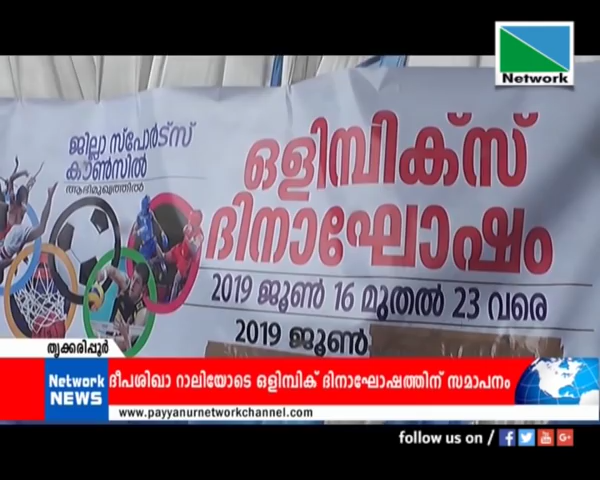 Network
ജില്ലാ സ്പോർട്സ്
കൗൺസിൽ
ആഭിമുഖ്യത്തിൽ
ഒളിമ്പിക്സ്
ദിനാഘോഷം
2019 ജൂൺ 16 മുതൽ 23 വരെ
2019 ജൂൺ
തൃക്കരിപ്പൂർ
Network
NEWS
ദീപശിഖാ റാലിയോടെ ഒളിമ്പിക് ദിനാഘോഷത്തിന് സമാപനം
www.payyanurnetworkchannel.com
follow us on /